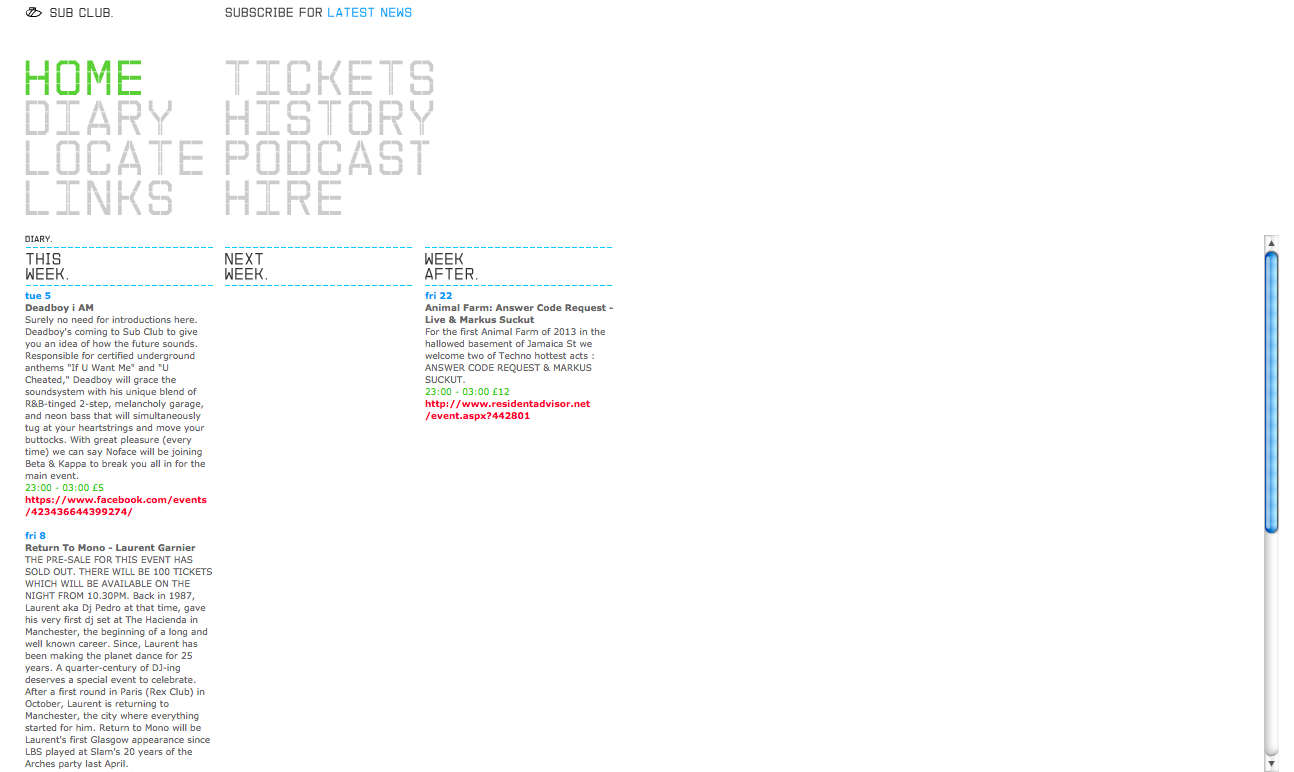 SUB CLUB.
SUBSCRIBE FOR LATEST NEWS
HOME
DIARY
LOCATE
LINKS
TICKETS
HISTORY
PODCAST
HIRE
DIARY.
THIS
WEEK.
tue 5
Deadboy i AM
Surely no need for introductions here.
Deadboy's coming to Sub Club to give
you an idea of how the future sounds.
Responsible for certified underground
anthems "If U Want Me" and "U
Cheated," Deadboy will grace the
soundsystem with his unique blend of
R&B-tinged 2-step, melancholy garage,
and neon bass that will simultaneously
tug at your heartstrings and move your
buttocks. With great pleasure (every
time) we can say Noface will be joining
Beta & Kappa to break you all in for the
main event.
23:00 - 03:00 £5
https://www.facebook.com/events
/423436644399274/
fri 8
Return To Mono - Laurent Garnier
THE PRE-SALE FOR THIS EVENT HAS
SOLD OUT. THERE WILL BE 100 TICKETS
WHICH WILL BE AVAILABLE ON THE
NIGHT FROM 10.30PM. Back in 1987,
Laurent aka Dj Pedro at that time, gave
his very first dj set at The Hacienda in
Manchester, the beginning of a long and
well known career. Since, Laurent has
been making the planet dance for 25
years. A quarter-century of DJ-ing
deserves a special event to celebrate.
After a first round in Paris (Rex Club) in
October, Laurent is returning to
Manchester, the city where everything
started for him. Return to Mono will be
Laurent's first Glasgow appearance since
LBS played at Slam's 20 years of the
Arches party last April.
NEXT
WEEK.
WEEK
AFTER.
fri 22
Animal Farm: Answer Code Request -
Live & Markus Suckut
For the first Animal Farm of 2013 in the
hallowed basement of Jamaica St we
welcome two of Techno hottest acts :
ANSWER CODE REQUEST & MARKUS
SUCKUT.
23:00 - 03:00 £12
http://www.residentadvisor.net
/event.aspx?442801